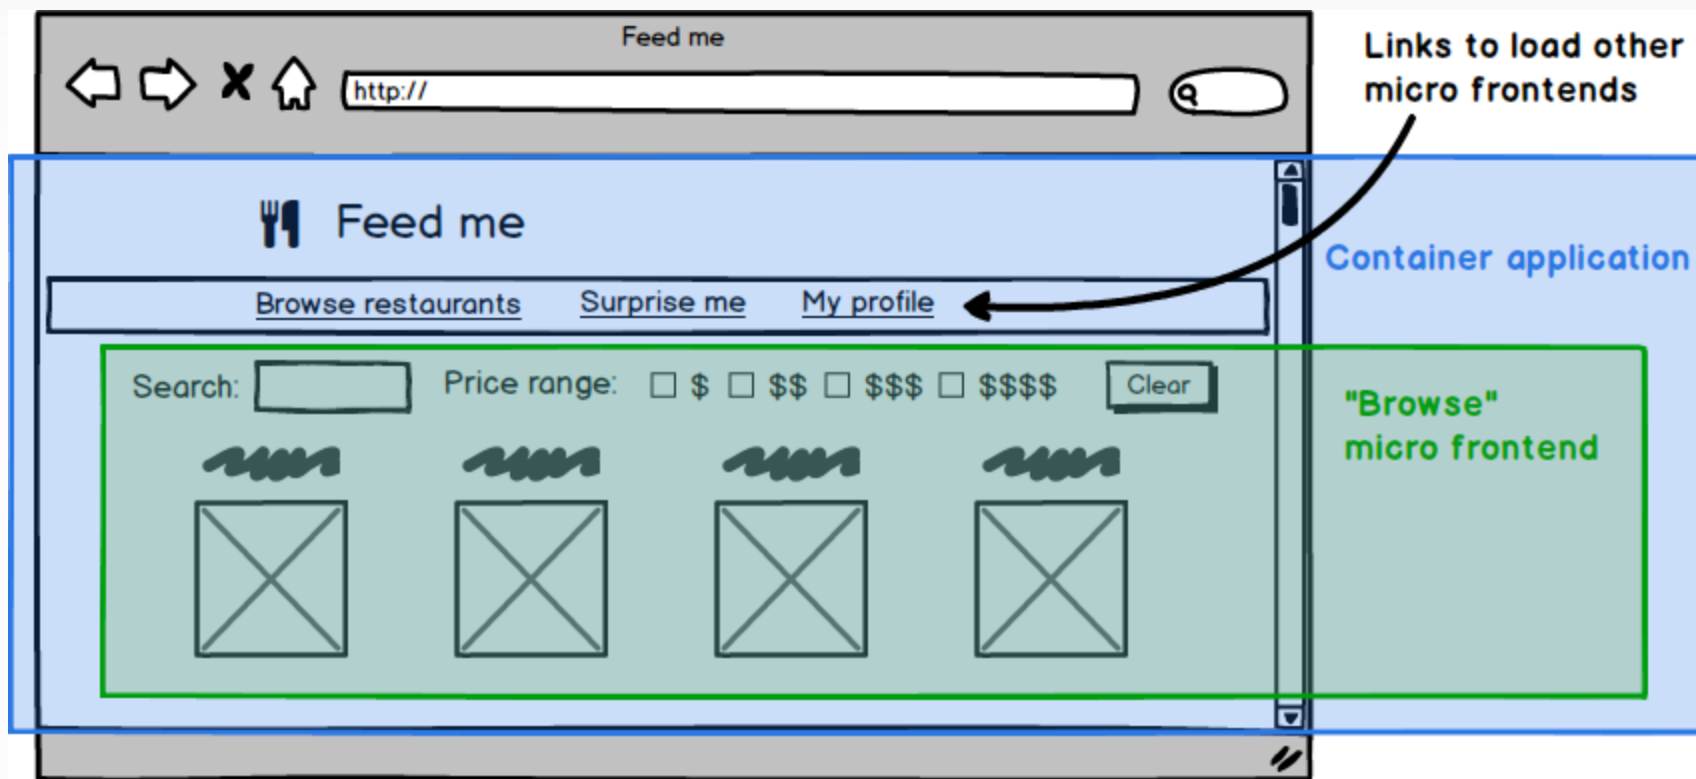 Feed me
http://
Links to load other
micro frontends
Feed me
Container application
Browse restaurants Surprise me My profile
Search: Price range: $ $$ $$$ $$$$ Clear
"Browse"
micro frontend